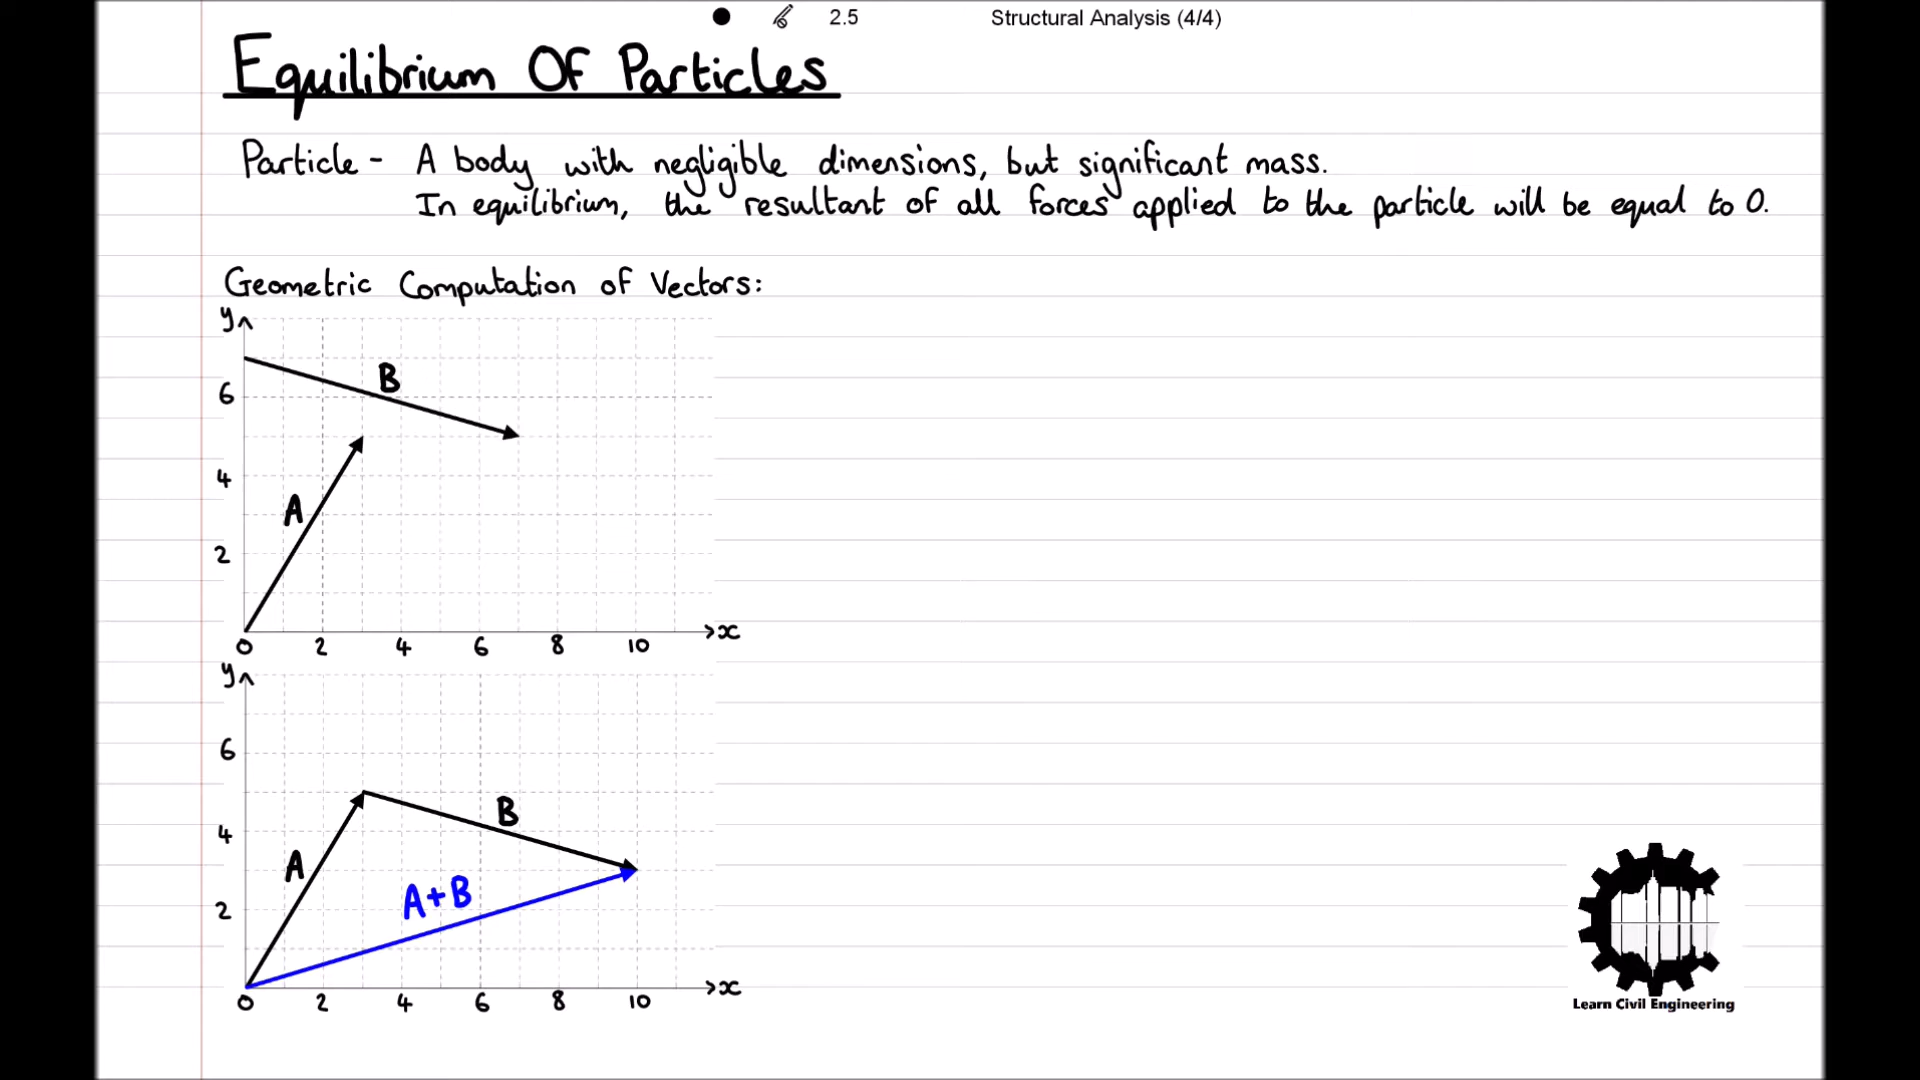 2.5 Structural Analysis (4/4)
Equilibrium Of Particles
Particle - A body with negligible dimensions, but significant mass.
In equilibrium, the resultant of all forces applied to the particle will be equal to 0.
Geometric Computation of Vectors:
y
B
6
4
A
2
0 2 4 6 8 10 x
y
6
B
4
A
A+B
2
0 2 4 6 8 10 x
Learn Civil Engineering